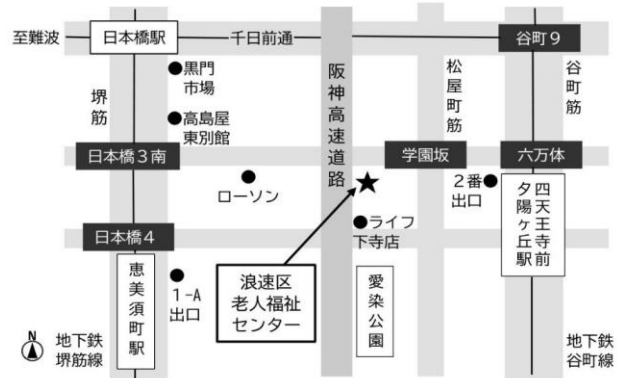 至難波
日本橋駅
千日前通
谷町9
●黒門
市場
●高島屋
東別館
堺筋
阪神高速道路
松屋町筋
谷町筋
日本橋3南
学園坂
六万体
ローソン
2番
出口
四天王寺前
夕陽ヶ丘駅
●ライフ
下寺店
日本橋4
恵美須町駅
1-A
出口
浪速区
老人福祉
センター
愛染公園
N
地下鉄
堺筋線
地下鉄
谷町線